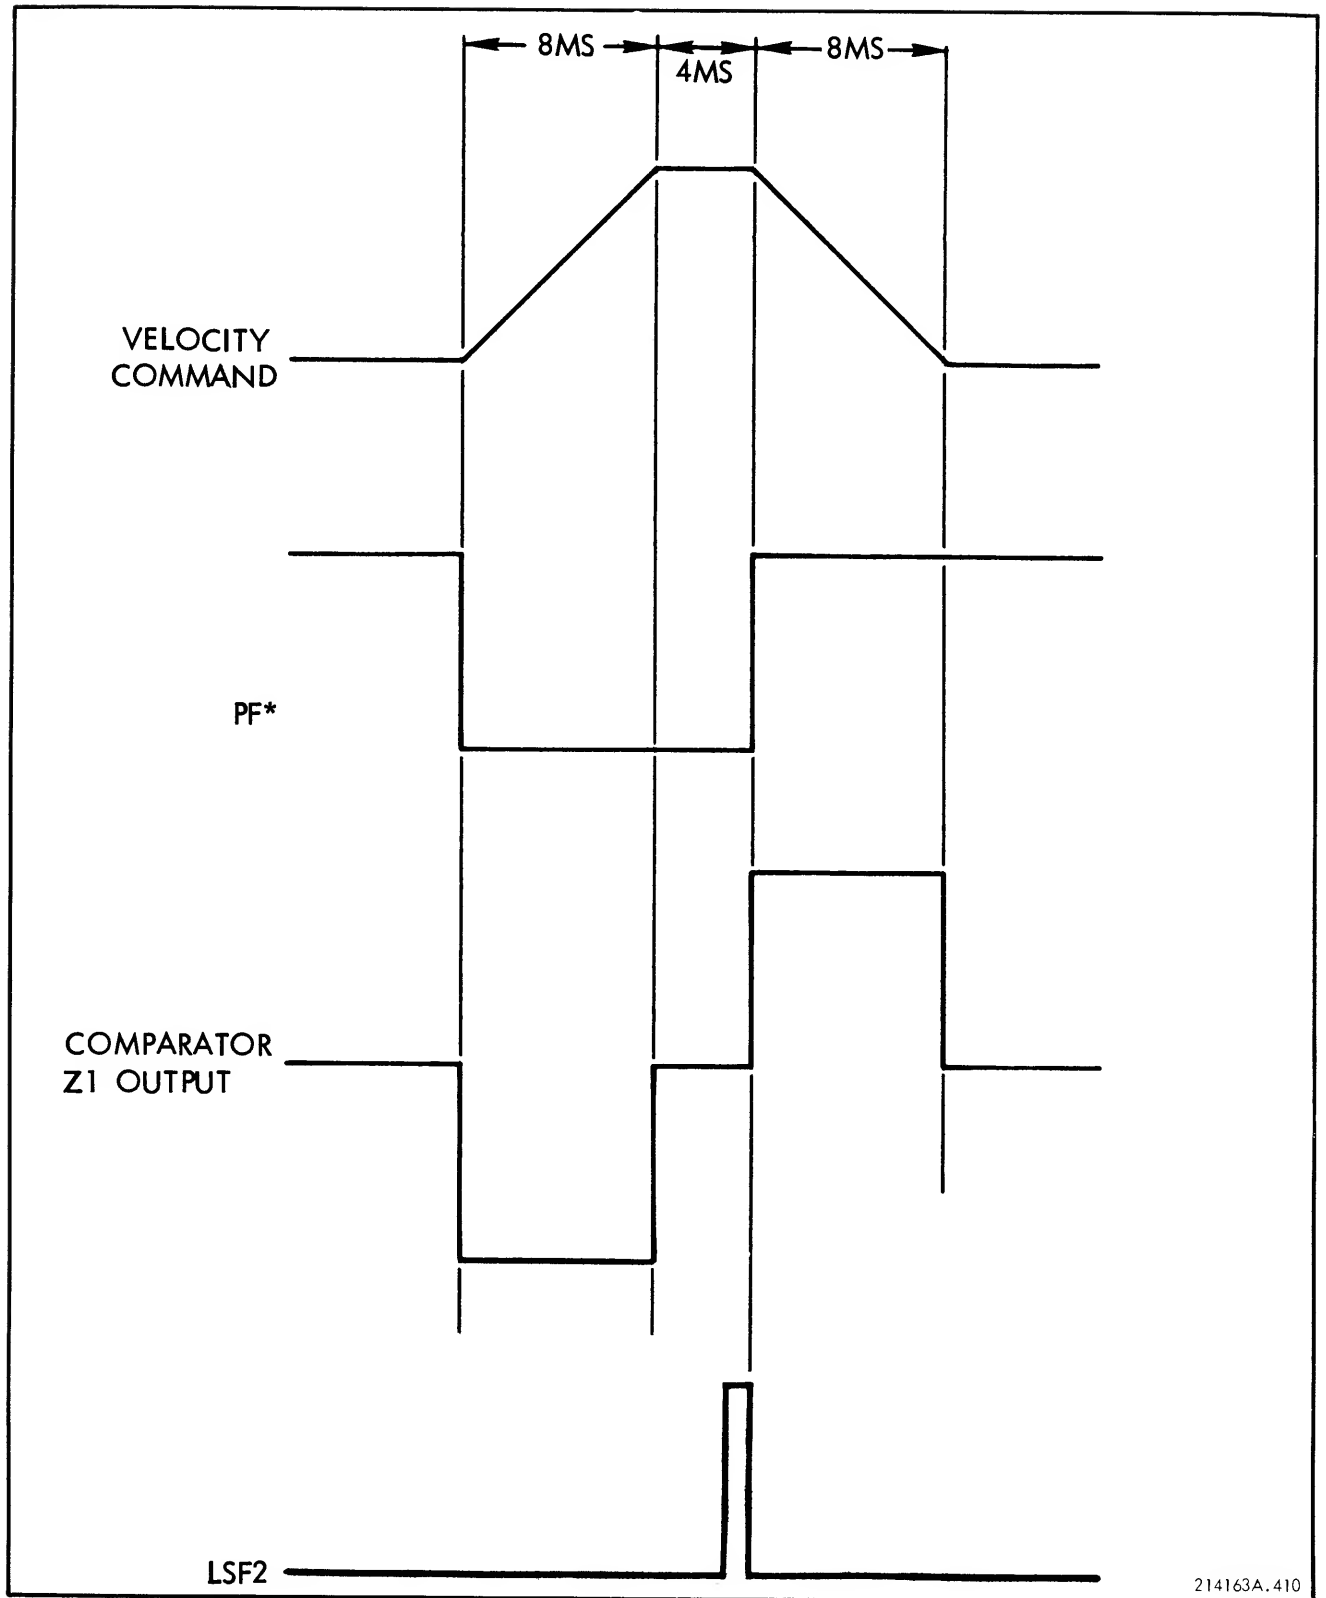 8MS
4MS
8MS
VELOCITY
COMMAND
PF*
COMPARATOR
Z1 OUTPUT
LSF2
214163A.410